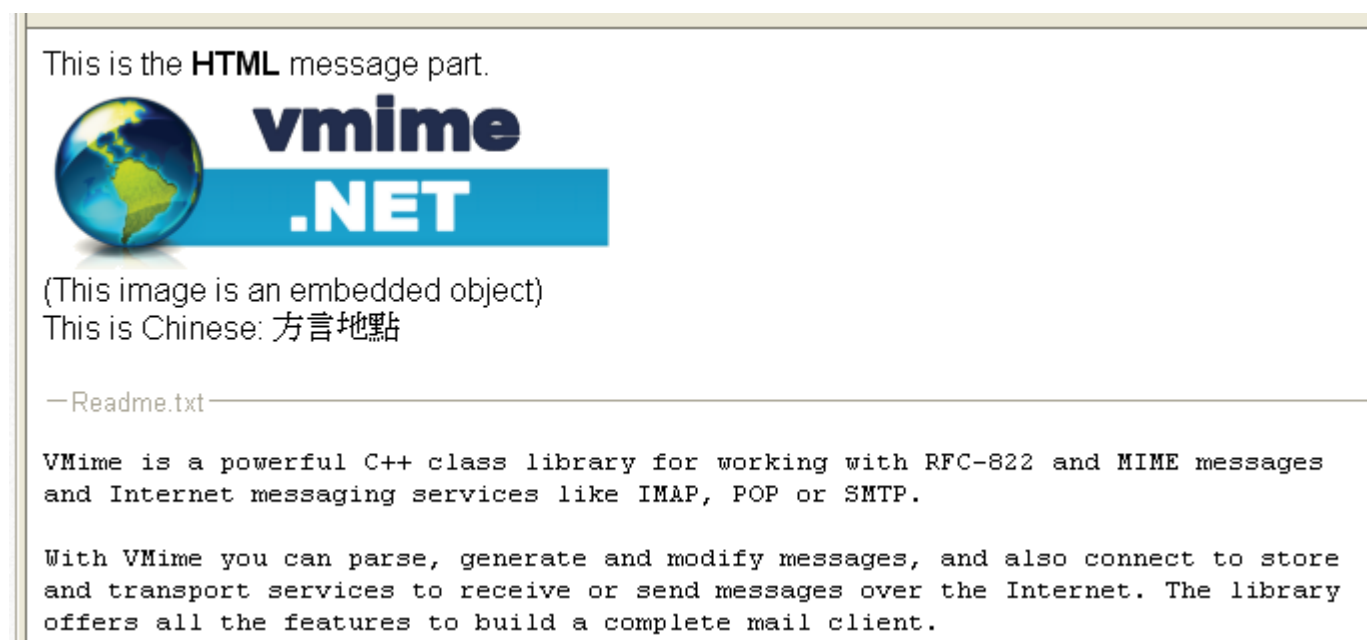 This is the HTML message part.
vmime
.NET
(This image is an embedded object)
This is Chinese: 方言地點
Readme.txt
VMime is a powerful C++ class library for working with RFC-822 and MIME messages
and Internet messaging services like IMAP, POP or SMTP.
With VMime you can parse, generate and modify messages, and also connect to store
and transport services to receive or send messages over the Internet. The library
offers all the features to build a complete mail client.